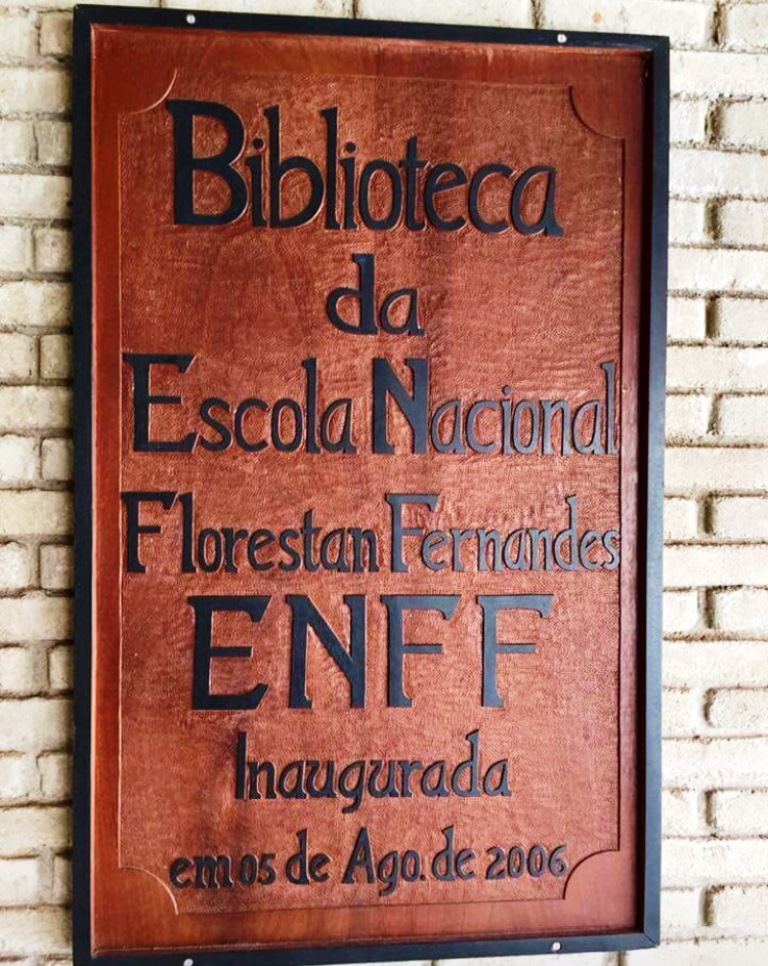 Biblioteca
da
Escola Nacional
Florestan Fernandes
ENFF
Inaugurada
em 05 de Ago. de 2006